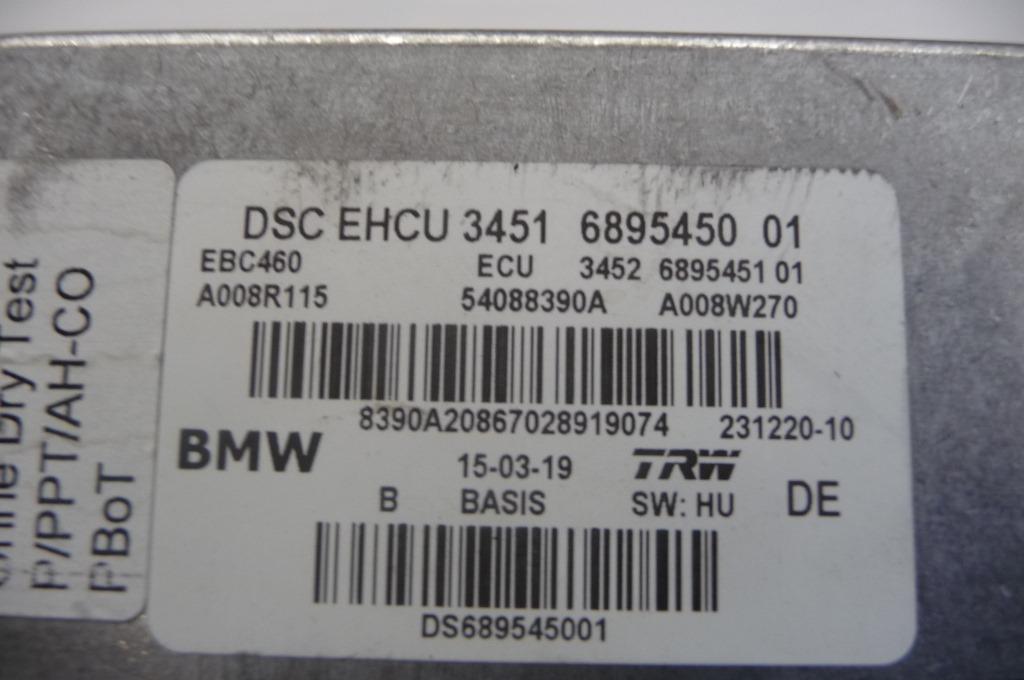 DSC EHCU 3451 6895450 01
EBC460 ECU 3452 6895451 01
A008R115 54088390A A008W270
8390A20867028919074 231220-10
BMW 15-03-19 TRW
B BASIS SW: HU DE
DS689545001
Dry Test
P/PPT/AH-CO
PBoT